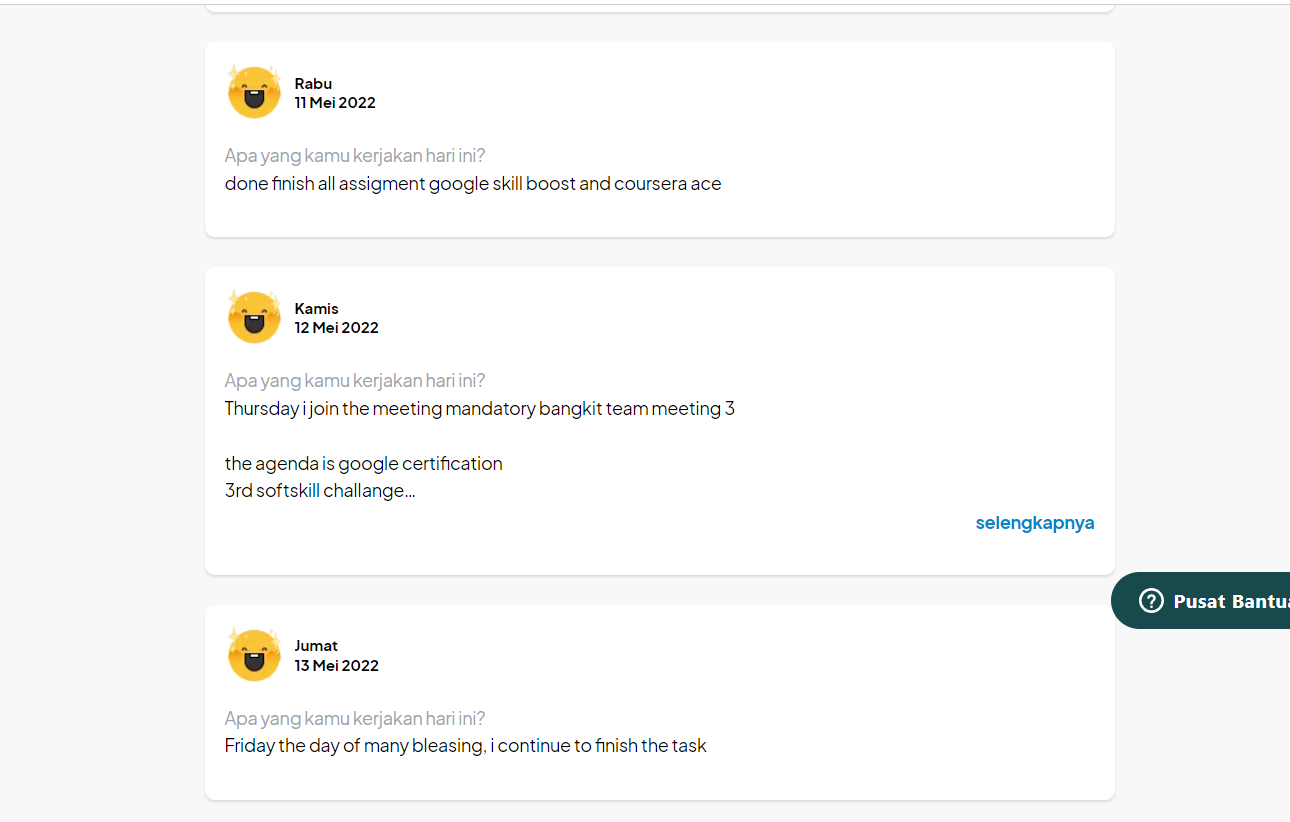 Rabu
11 Mei 2022
Apa yang kamu kerjakan hari ini?
done finish all assigment google skill boost and coursera ace
Kamis
12 Mei 2022
Apa yang kamu kerjakan hari ini?
Thursday i join the meeting mandatory bangkit team meeting 3
the agenda is google certification
3rd softskill challange...
selengkapnya
Pusat Bantua
Jumat
13 Mei 2022
Apa yang kamu kerjakan hari ini?
Friday the day of many bleasing, i continue to finish the task